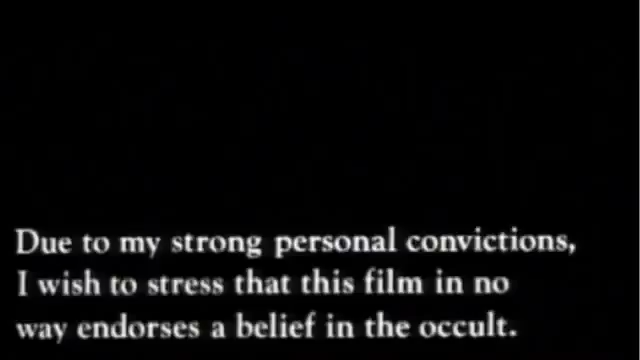 Due to my strong personal convictions,
I wish to stress that this film in no
way endorses a belief in the occult.